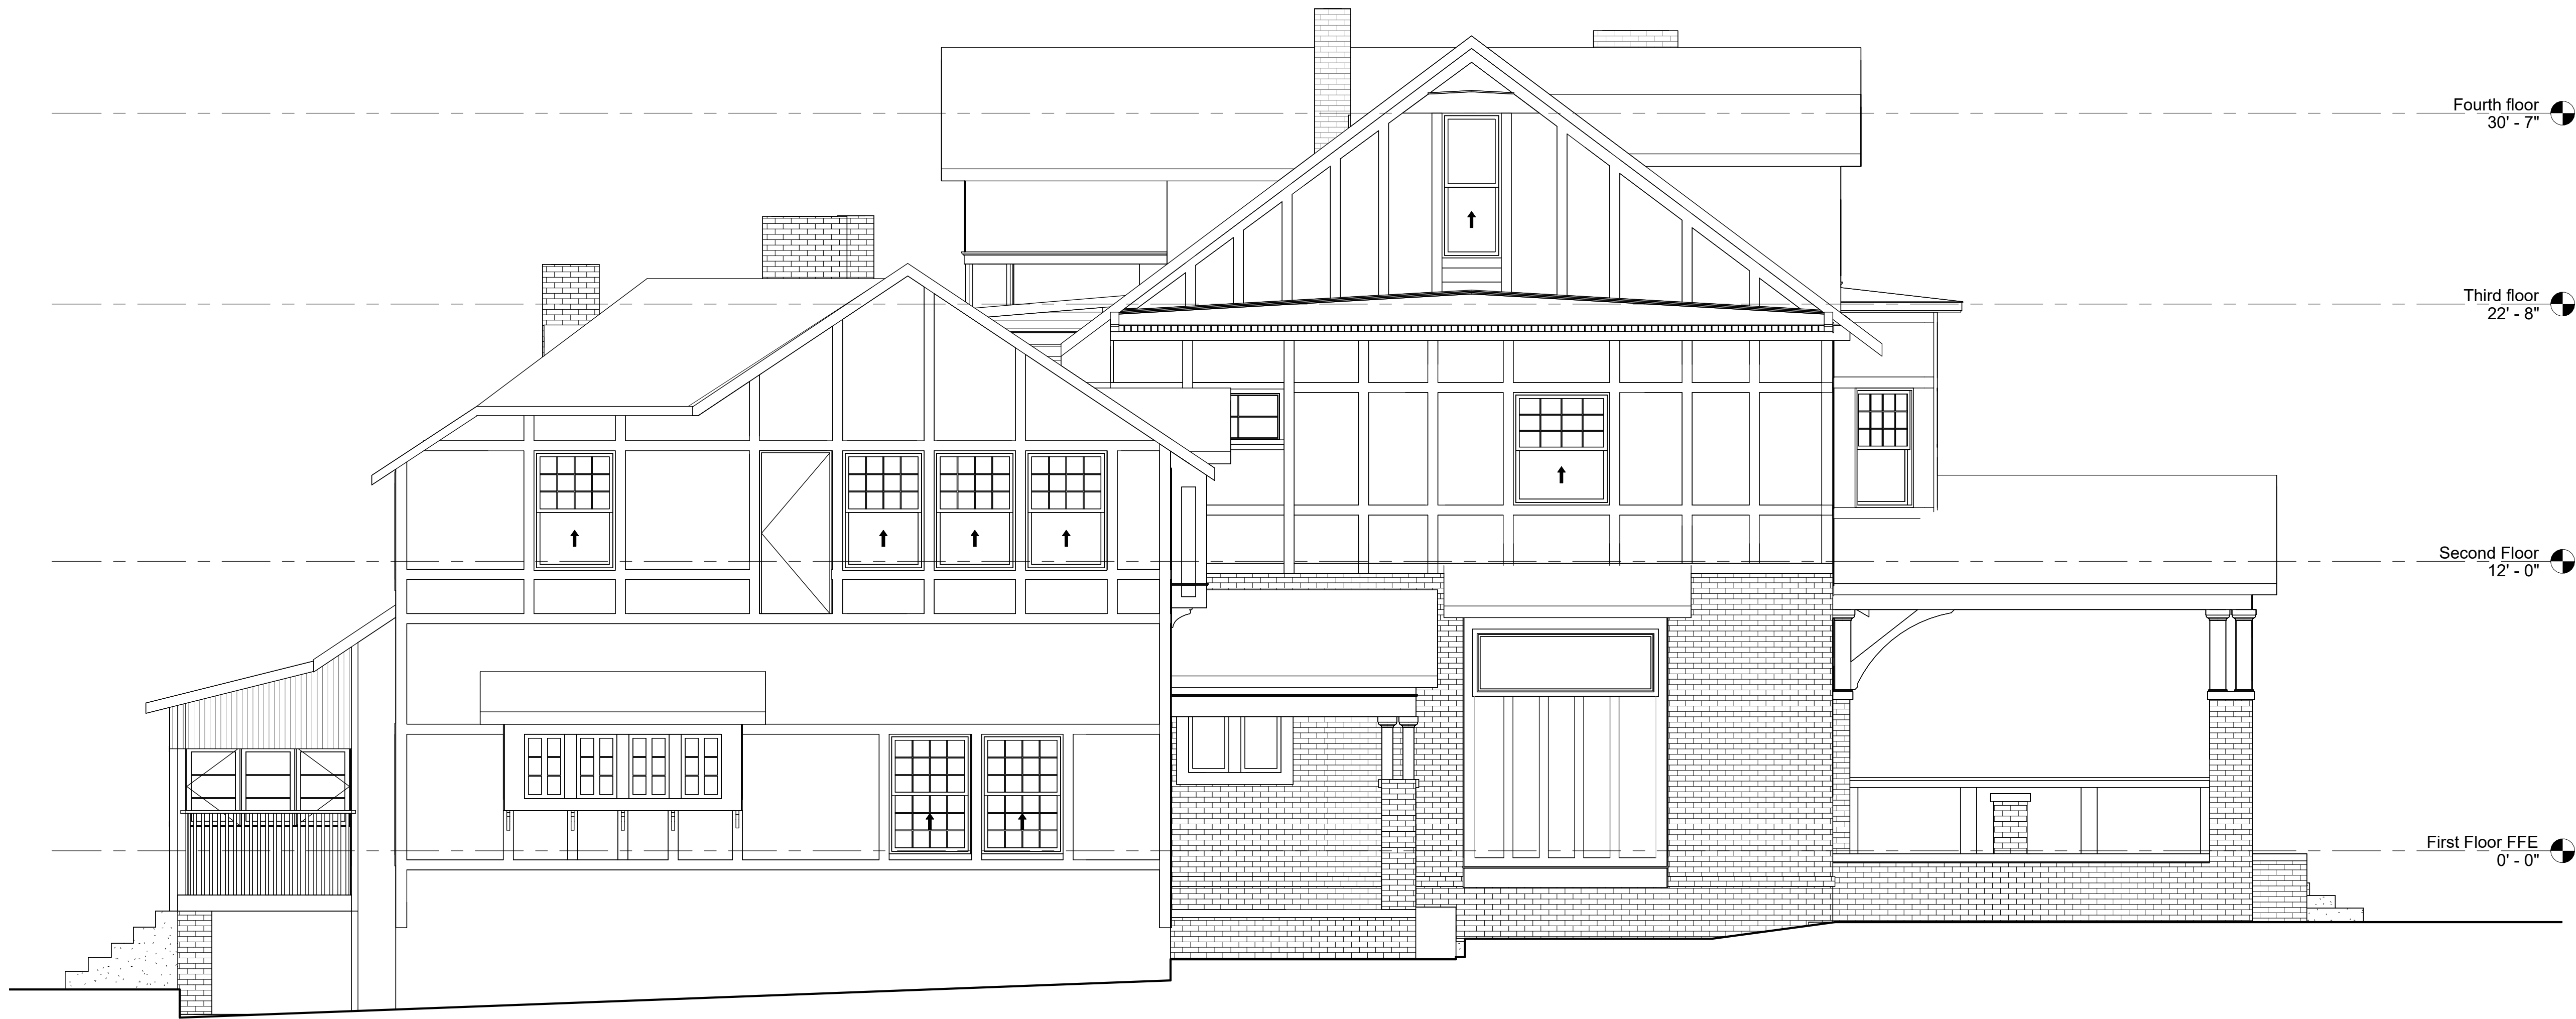 Fourth floor
30' - 7"
Third floor
22' - 8"
Second Floor
12' - 0"
First Floor FFE
0' - 0"